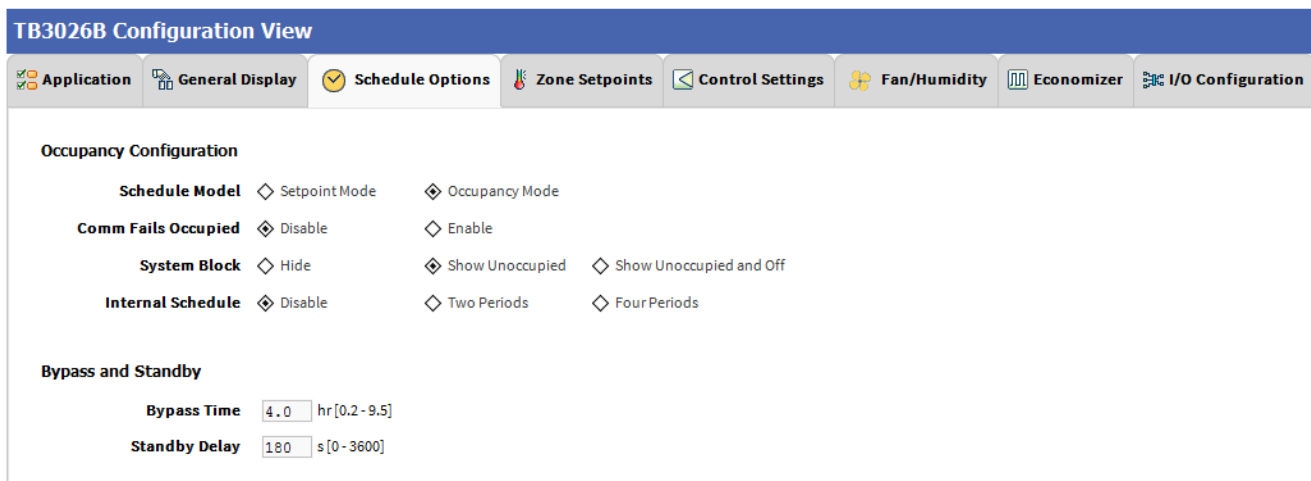 TB3026B Configuration View
Application General Display Schedule Options Zone Setpoints Control Settings Fan/Humidity Economizer I/O Configuration
Occupancy Configuration
Schedule Model Setpoint Mode Occupancy Mode
Comm Fails Occupied Disable Enable
System Block Hide Show Unoccupied Show Unoccupied and Off
Internal Schedule Disable Two Periods Four Periods
Bypass and Standby
Bypass Time 4.0 hr [0.2 - 9.5]
Standby Delay 180 s [0 - 3600]